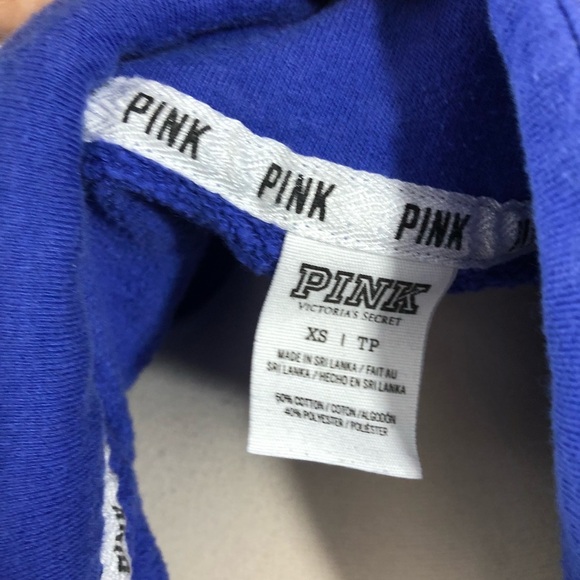 PINK PINK PINK
PINK
VICTORIA'S SECRET
XS | TP
MADE IN SRI LANKA / FAIT AU
SRI LANKA / HECHO EN SRI LANKA
60% COTTON / COTON / ALGODÓN
40% POLYESTER / POLIÉSTER
PINK